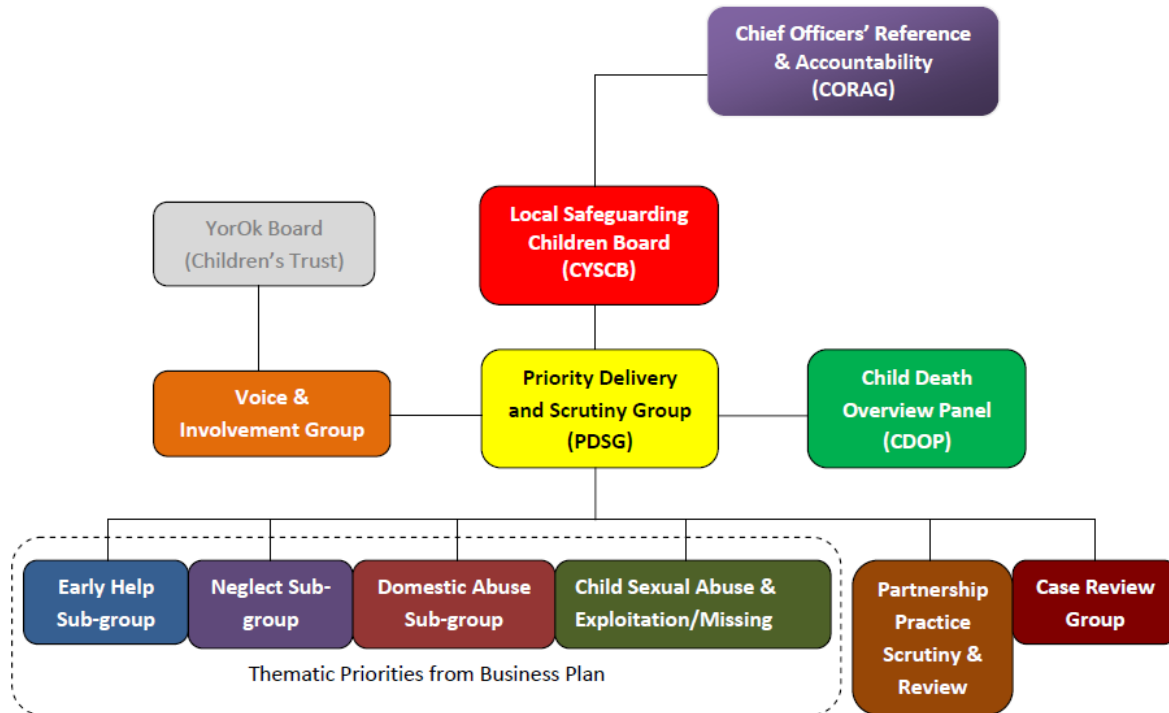 Chief Officers’ Reference
& Accountability
(CORAG)
Local Safeguarding
Children Board
(CYSCB)
YorOk Board
(Children’s Trust)
Voice &
Involvement Group
Priority Delivery
and Scrutiny Group
(PDSG)
Child Death
Overview Panel
(CDOP)
Early Help
Sub-group
Neglect Sub-
group
Domestic Abuse
Sub-group
Child Sexual Abuse &
Exploitation/Missing
Partnership
Practice
Scrutiny &
Review
Case Review
Group
Thematic Priorities from Business Plan